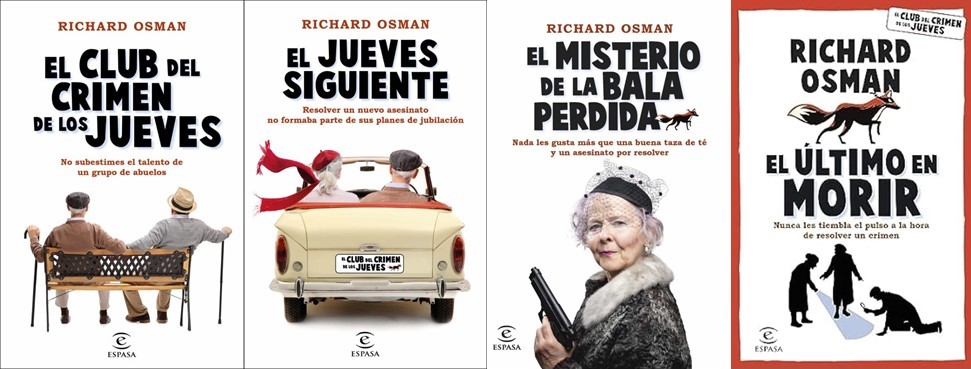 RICHARD OSMAN
EL CLUB DEL
CRIMEN
DE LOS JUEVES
No subestimes el talento de
un grupo de abuelos
ESPASA
RICHARD OSMAN
EL JUEVES
SIGUIENTE
Resolver un nuevo asesinato
no formaba parte de sus planes de jubilación
EL CLUB DEL CRIMEN
DE LOS JUEVES
ESPASA
RICHARD OSMAN
EL MISTERIO
DE LA BALA
PERDIDA
Nada les gusta más que una buena taza de té
y un asesinato por resolver
ESPASA
EL CLUB DEL CRIMEN
DE LOS JUEVES
RICHARD
OSMAN
EL ÚLTIMO EN
MORIR
Nunca les tiembla el pulso a la hora
de resolver un crimen
ESPASA